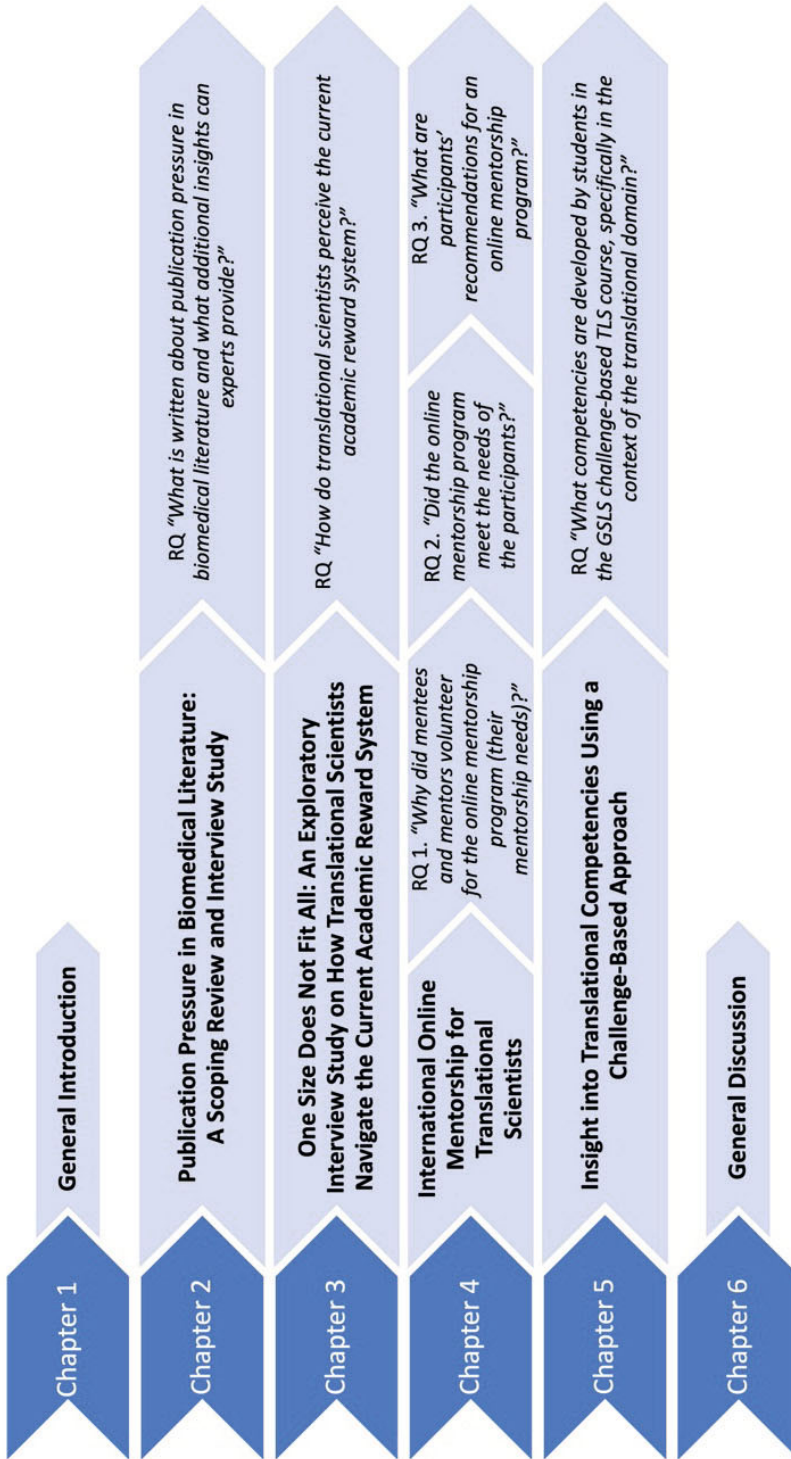 Chapter 1
General Introduction
Chapter 2
Publication Pressure in Biomedical Literature:
A Scoping Review and Interview Study
RQ "What is written about publication pressure in
biomedical literature and what additional insights can
experts provide?"
Chapter 3
One Size Does Not Fit All: An Exploratory
Interview Study on How Translational Scientists
Navigate the Current Academic Reward System
RQ "How do translational scientists perceive the current
academic reward system?"
Chapter 4
International Online
Mentorship for
Translational
Scientists
RQ 1. "Why did mentees
and mentors volunteer
for the online mentorship
program (their
mentorship needs)?"
RQ 2. "Did the online
mentorship program
meet the needs of
the participants?"
RQ 3. "What are
participants’
recommendations for an
online mentorship
program?"
Chapter 5
Insight into Translational Competencies Using a
Challenge-Based Approach
RQ "What competencies are developed by students in
the GSLS challenge-based TLS course, specifically in the
context of the translational domain?"
Chapter 6
General Discussion